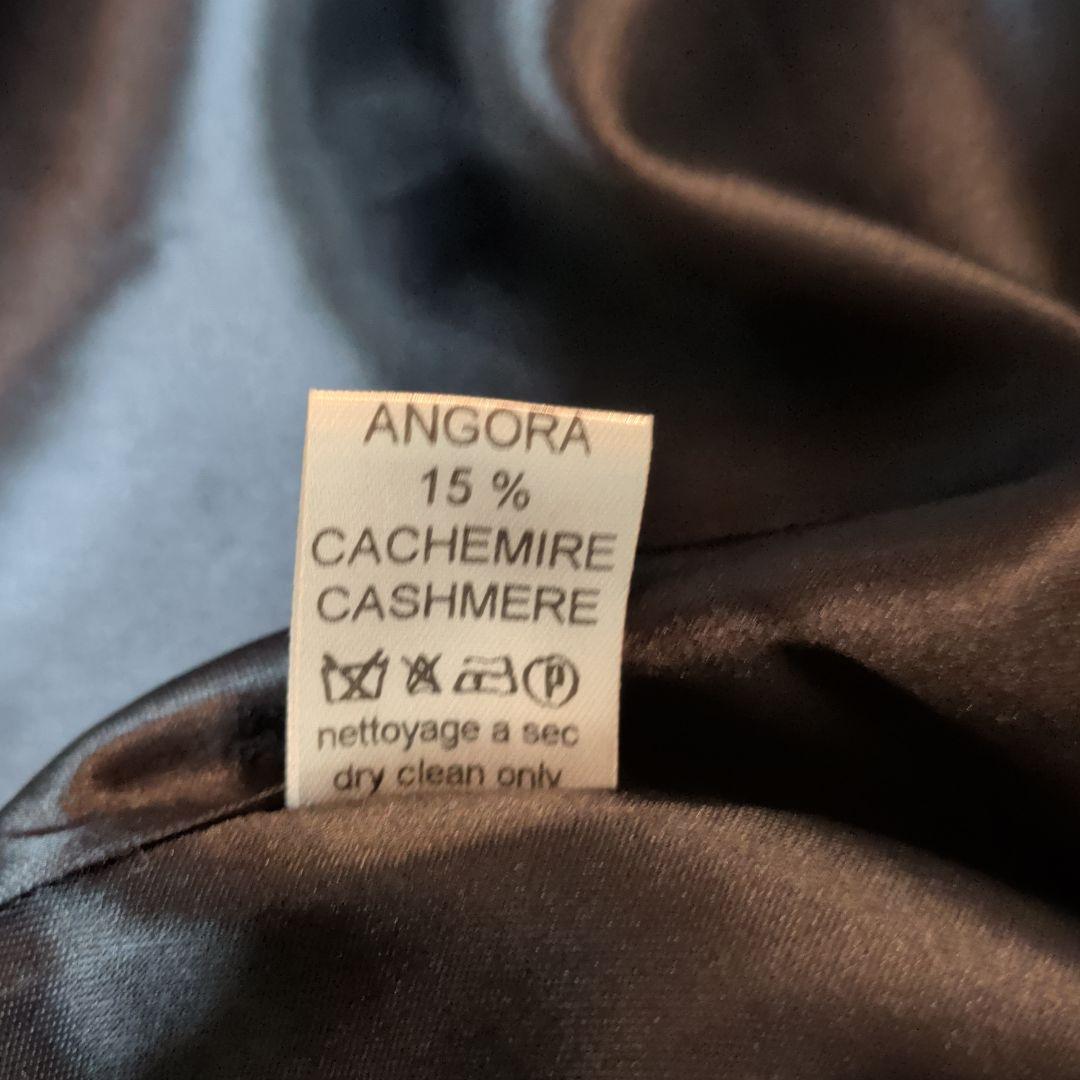 ANGORA
15 %
CACHEMIRE
CASHMERE
P
nettoyage a sec
dry clean only